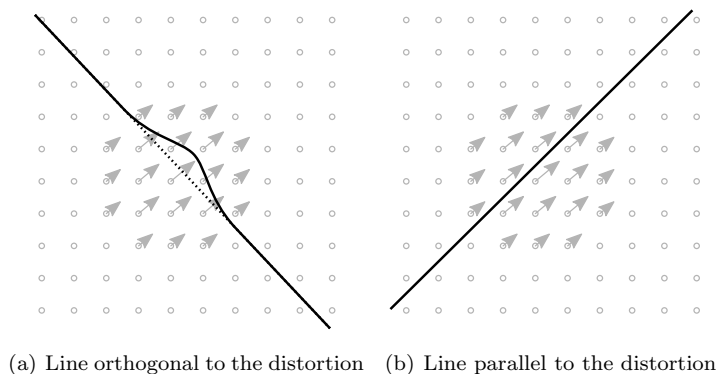 (a) Line orthogonal to the distortion
(b) Line parallel to the distortion